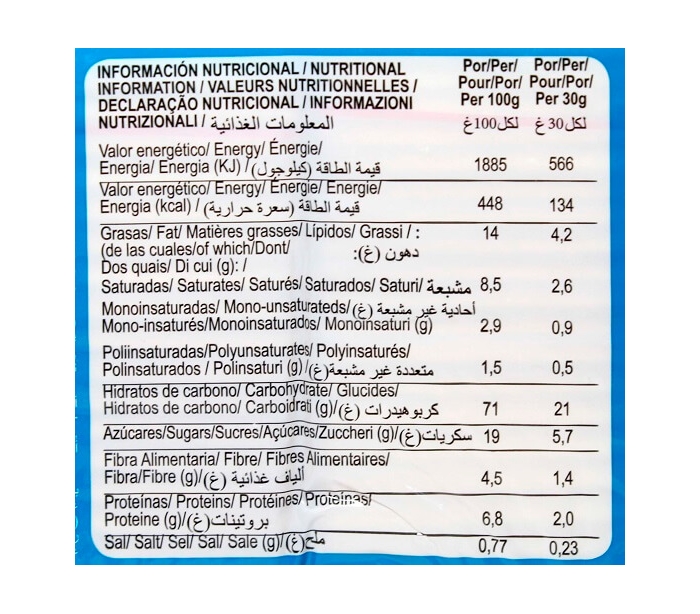 INFORMACIÓN NUTRICIONAL / NUTRITIONAL Por/Per/ Por/Per/
INFORMATION / VALEURS NUTRITIONNELLES / Pour/Por/ Pour/Por/
DECLARAÇÃO NUTRICIONAL / INFORMAZIONI Per 100g Per 30g
NUTRIZIONALI / المعلومات الغذائية لكل100غ لكل30 غ
Valor energético/ Energy/ Énergie/
Energia/ Energia (KJ) / قيمة الطاقة (كيلوجول) 1885 566
Valor energético/ Energy/ Énergie/ Energie/
Energia (kcal) / قيمة الطاقة (سعرة حرارية) 448 134
Grasas/ Fat/ Matières grasses/ Lípidos/ Grassi / : 14 4,2
(de las cuales/of which/Dont/ دهون (غ):
Dos quais/ Di cui (g): /
Saturadas/ Saturates/ Saturés/ Saturados/ Saturi/ مشبعة 8,5 2,6
Monoinsaturadas/ Mono-unsaturateds/ أحادية غير مشبعة (غ)
Mono-insaturés/Monoinsaturados/ Monoinsaturi (g) 2,9 0,9
Poliinsaturadas/Polyunsaturates/ Polyinsaturés/
Polinsaturados / Polinsaturi (g) / متعددة غير مشبعة(غ) 1,5 0,5
Hidratos de carbono/ Carbohydrate/ Glucides/
Hidratos de carbono/ Carboidrati (g)/ كربوهيدرات (غ) 71 21
Azúcares/Sugars/Sucres/Açúcares/Zuccheri (g)/ سكريات(غ) 19 5,7
Fibra Alimentaria/ Fibre/ Fibres Alimentaires/
Fibra/Fibre (g)/ ألياف غذائية (غ) 4,5 1,4
Proteínas/ Proteins/ Protéines/ Proteínas/
Proteine (g)/ بروتينات(غ) 6,8 2,0
Sal/ Salt/ Sel/ Sal/ Sale (g)/ ملح(غ) 0,77 0,23